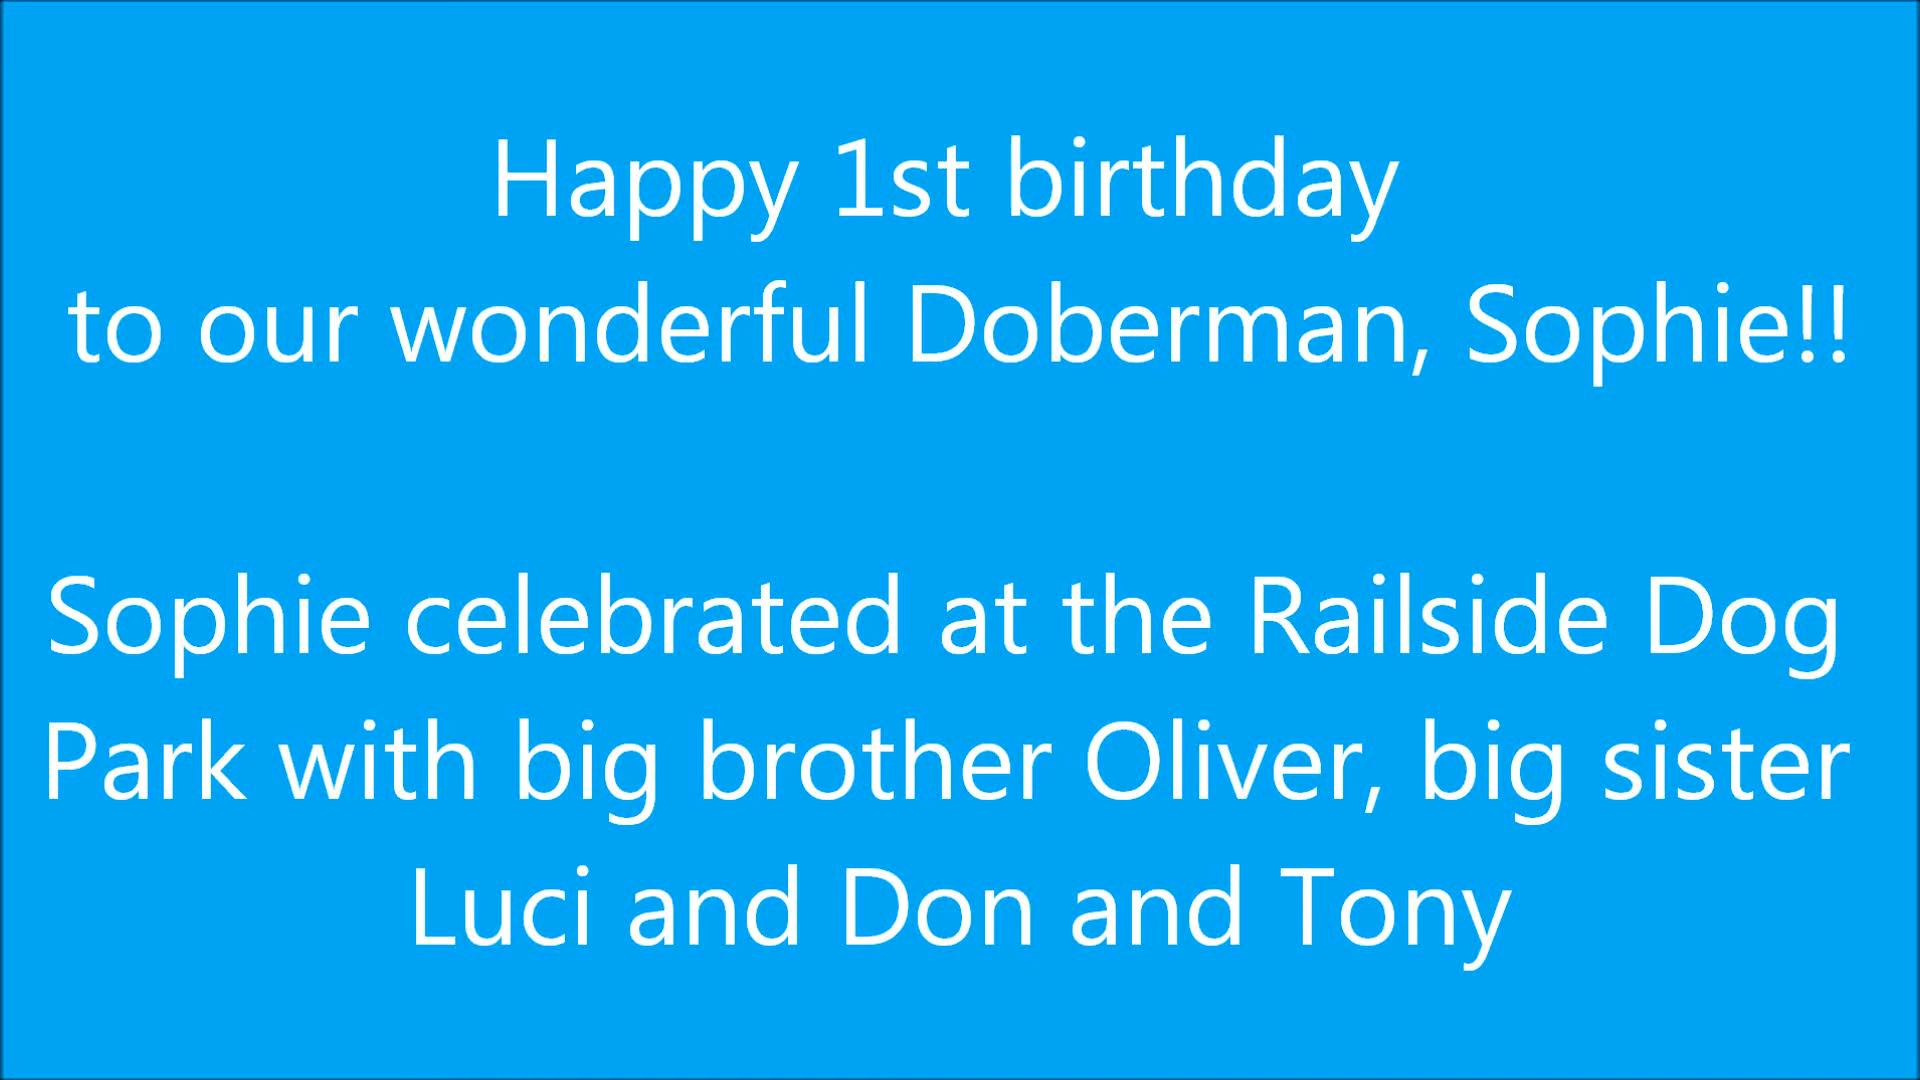 Happy 1st birthday
to our wonderful Doberman, Sophie!!
Sophie celebrated at the Railside Dog
Park with big brother Oliver, big sister
Luci and Don and Tony